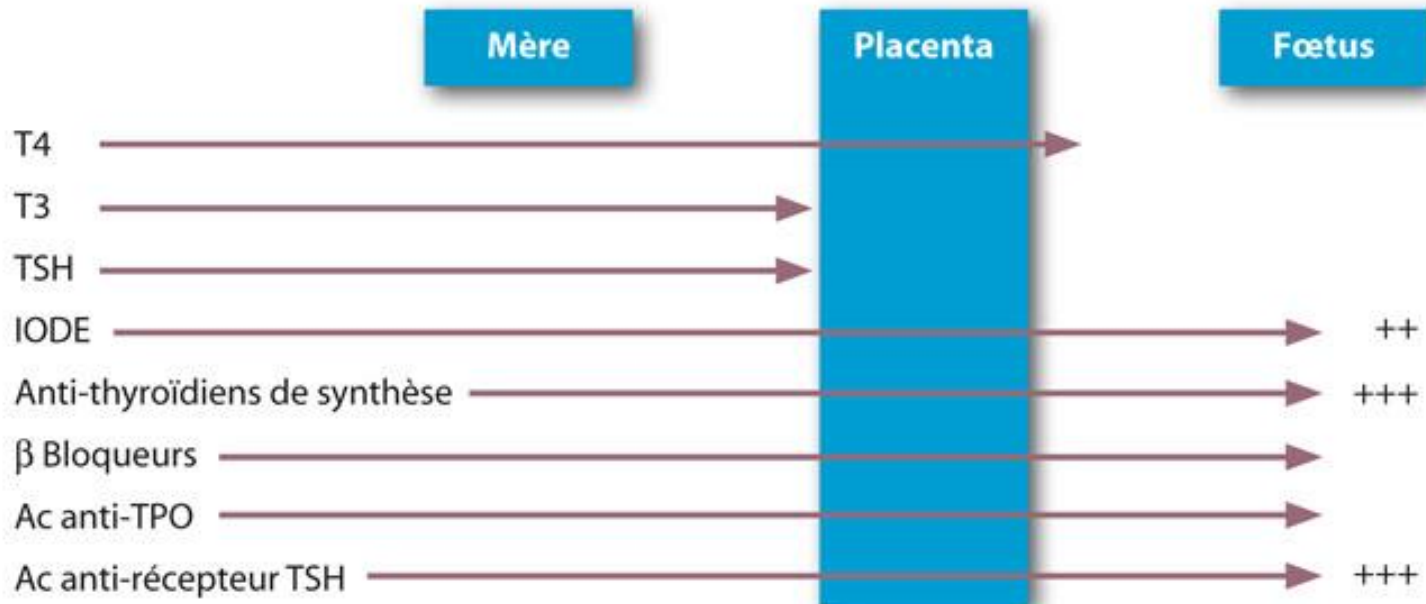 Mère Placenta Fœtus
T4
T3
TSH
IODE ++
Anti-thyroïdiens de synthèse +++
β Bloqueurs
Ac anti-TPO
Ac anti-récepteur TSH +++